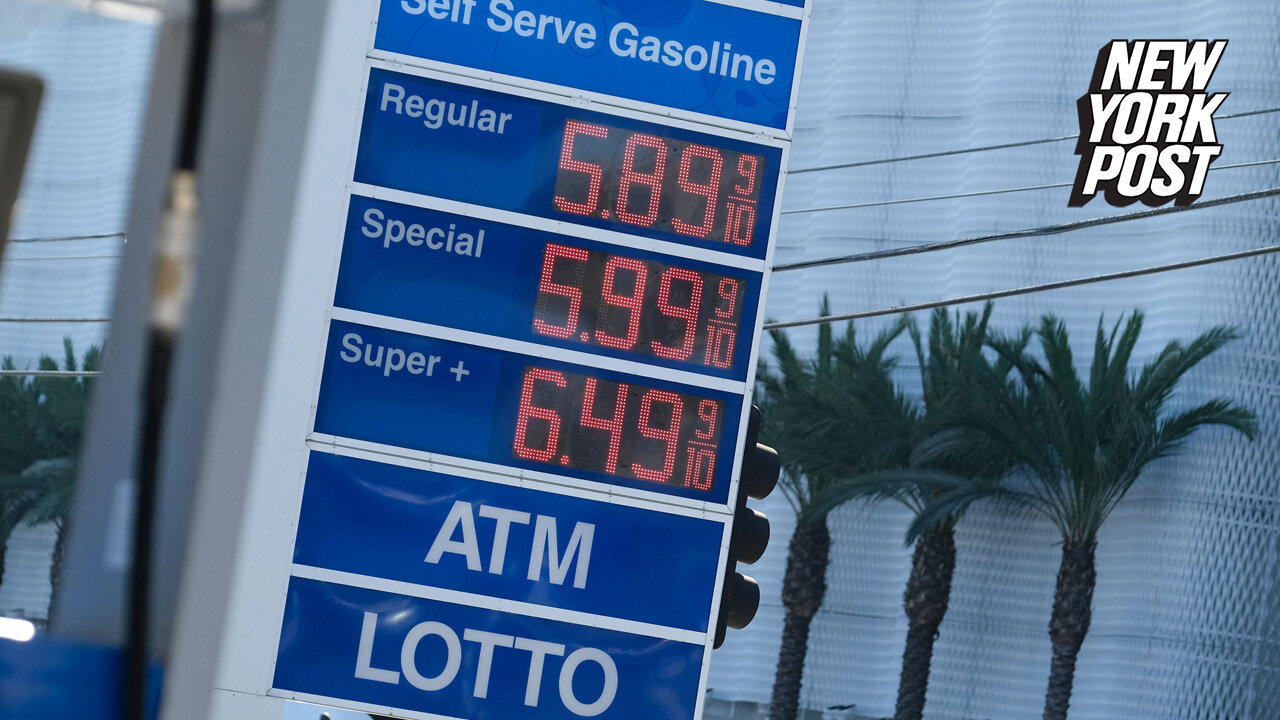 Self Serve Gasoline
Regular 5.89 9/10
Special 5.99 9/10
Super + 6.49 9/10
ATM
LOTTO
NEW
YORK
POST